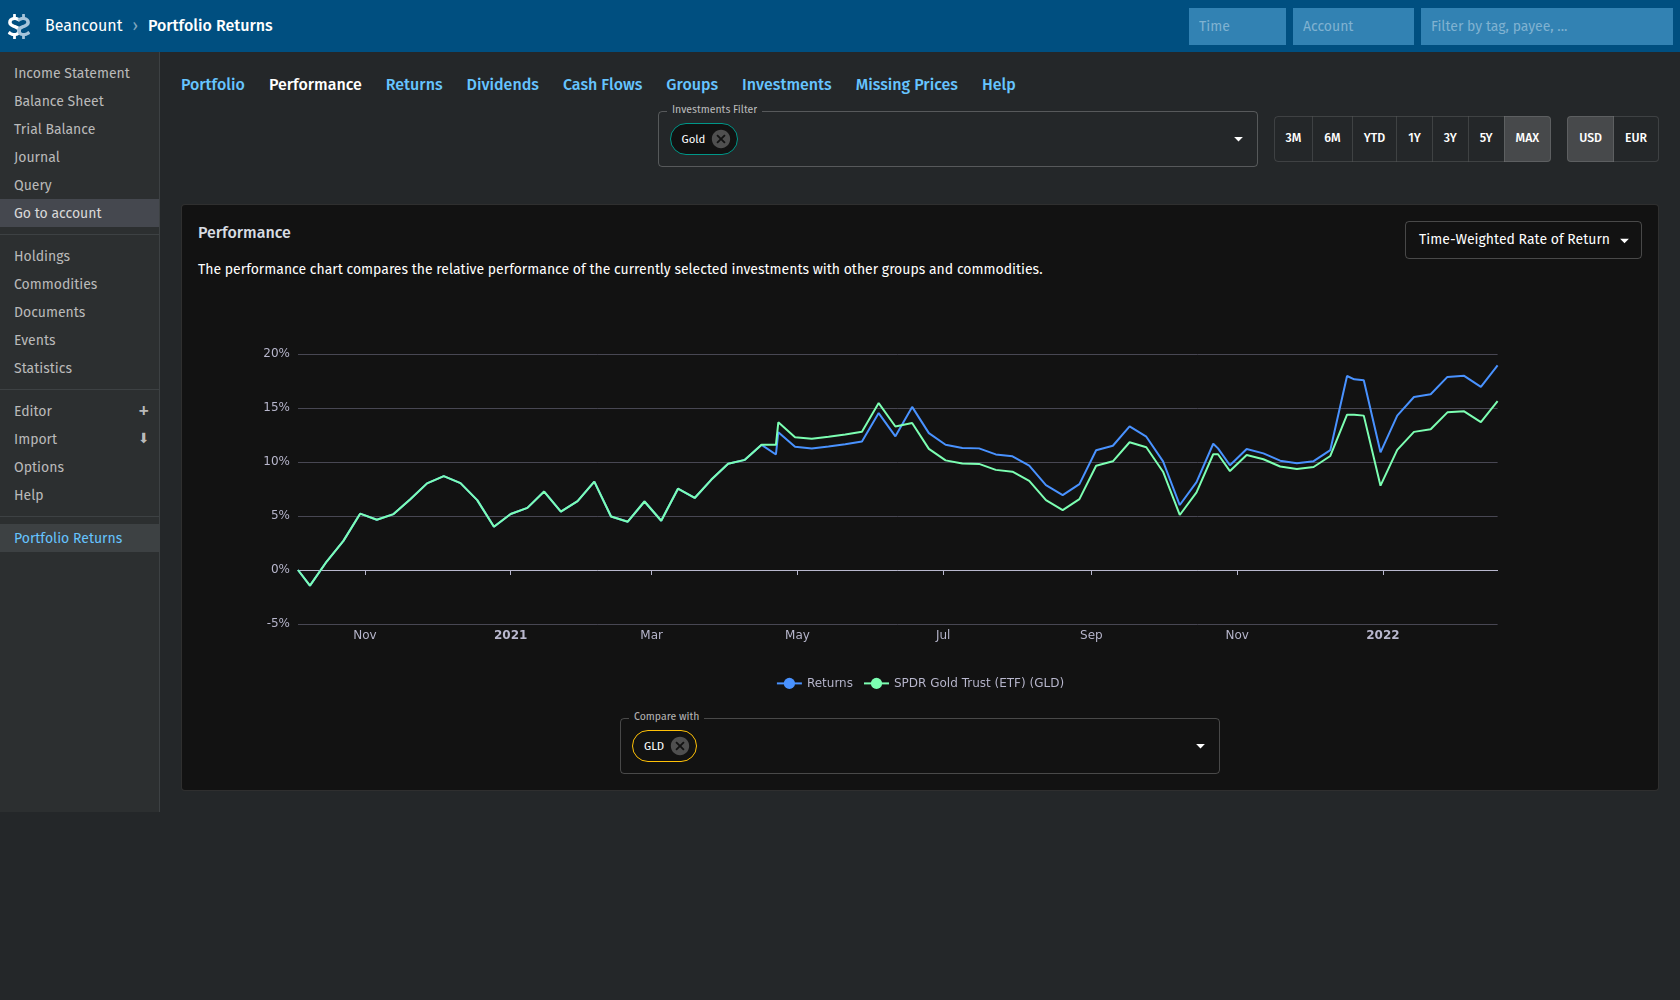 Beancount › Portfolio Returns
Time
Account
Filter by tag, payee, ...
Income Statement
Balance Sheet
Trial Balance
Journal
Query
Go to account
Holdings
Commodities
Documents
Events
Statistics
Editor +
Import ⬇
Options
Help
Portfolio Returns
Portfolio Performance Returns Dividends Cash Flows Groups Investments Missing Prices Help
Investments Filter
Gold
3M 6M YTD 1Y 3Y 5Y MAX
USD EUR
Performance
Time-Weighted Rate of Return
The performance chart compares the relative performance of the currently selected investments with other groups and commodities.
20%
15%
10%
5%
0%
-5%
Nov 2021 Mar May Jul Sep Nov 2022
Returns SPDR Gold Trust (ETF) (GLD)
Compare with
GLD